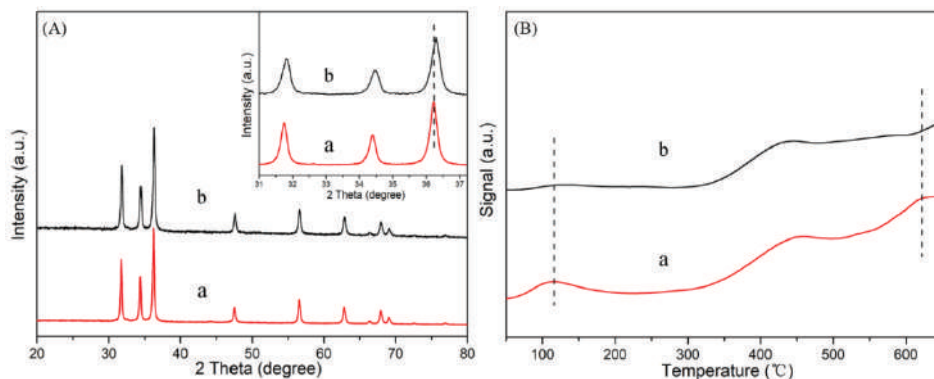 (A)
b
a
Intensity (a.u.)
31 32 33 34 35 36 37
2 Theta (degree)
b
a
Intensity (a.u.)
20 30 40 50 60 70 80
2 Theta (degree)
(B)
b
a
Signal (a.u.)
100 200 300 400 500 600
Temperature (℃)